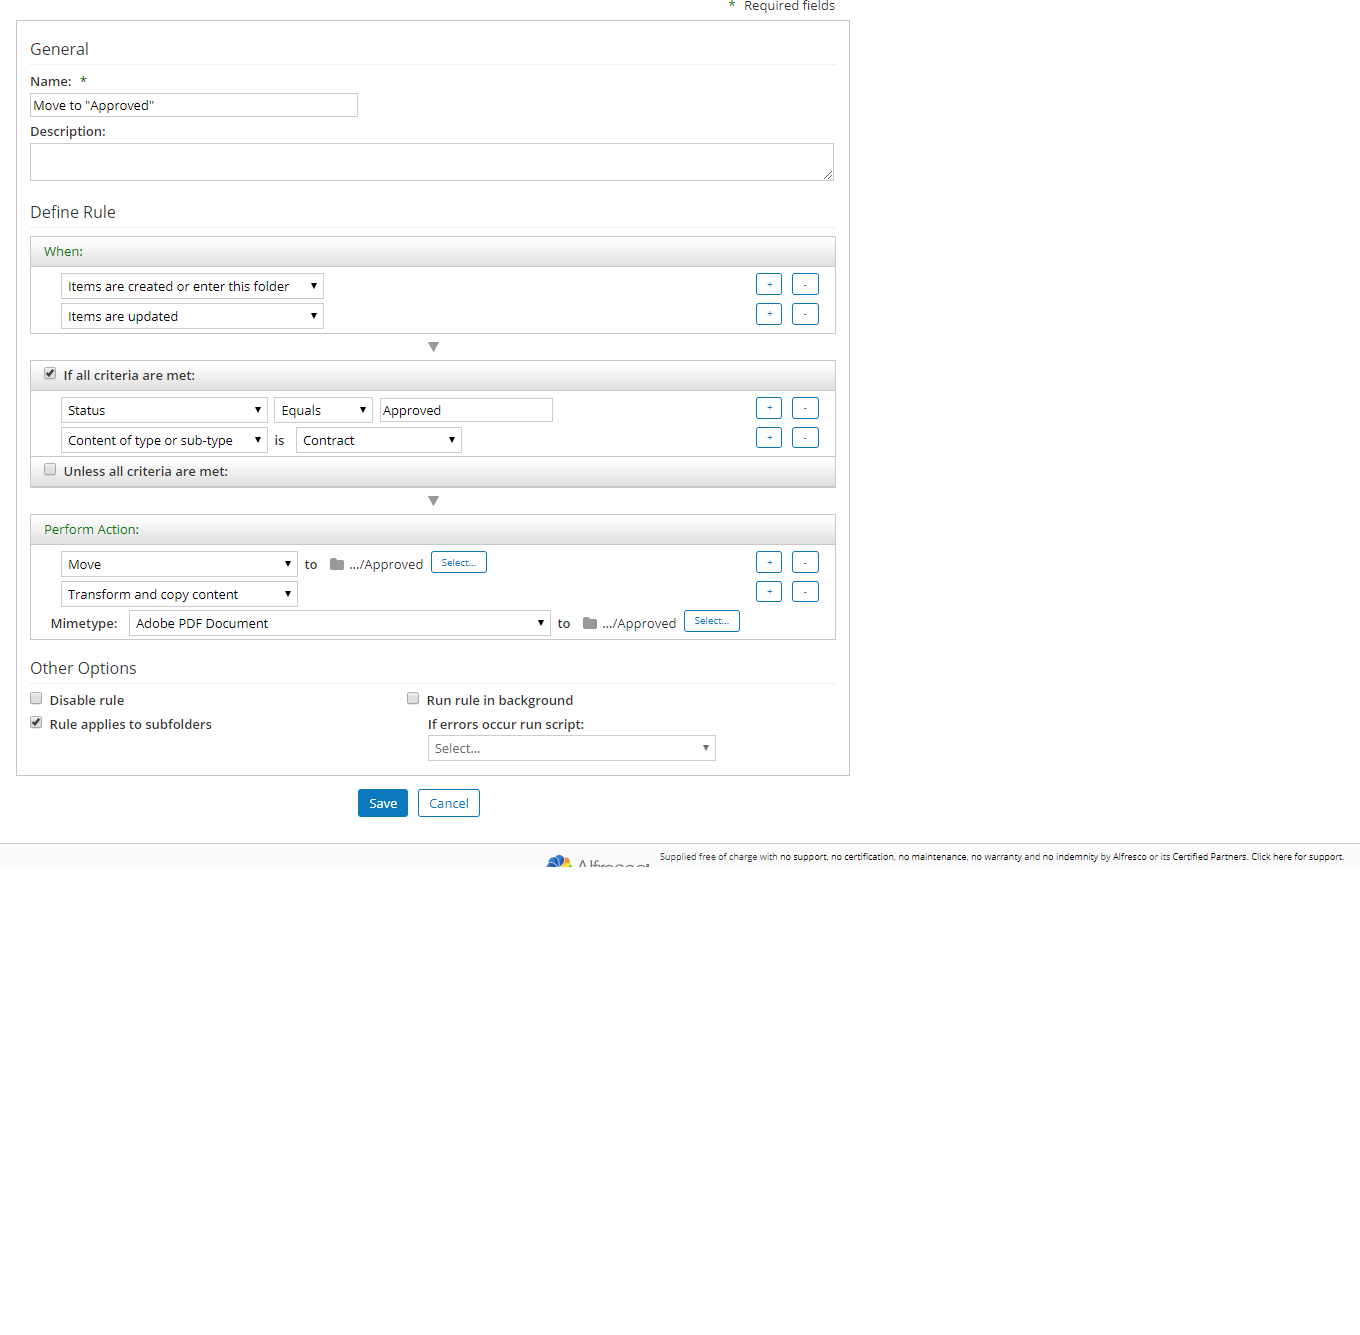 * Required fields
General
Name: *
Move to "Approved"
Description:
Define Rule
When:
Items are created or enter this folder + -
Items are updated + -
If all criteria are met:
Status Equals Approved + -
Content of type or sub-type is Contract + -
Unless all criteria are met:
Perform Action:
Move to .../Approved Select... + -
Transform and copy content + -
Mimetype: Adobe PDF Document to .../Approved Select...
Other Options
Disable rule Run rule in background
Rule applies to subfolders If errors occur run script:
Select...
Save Cancel
Alfresco Supplied free of charge with no support, no certification, no maintenance, no warranty and no indemnity by Alfresco or its Certified Partners. Click here for support.